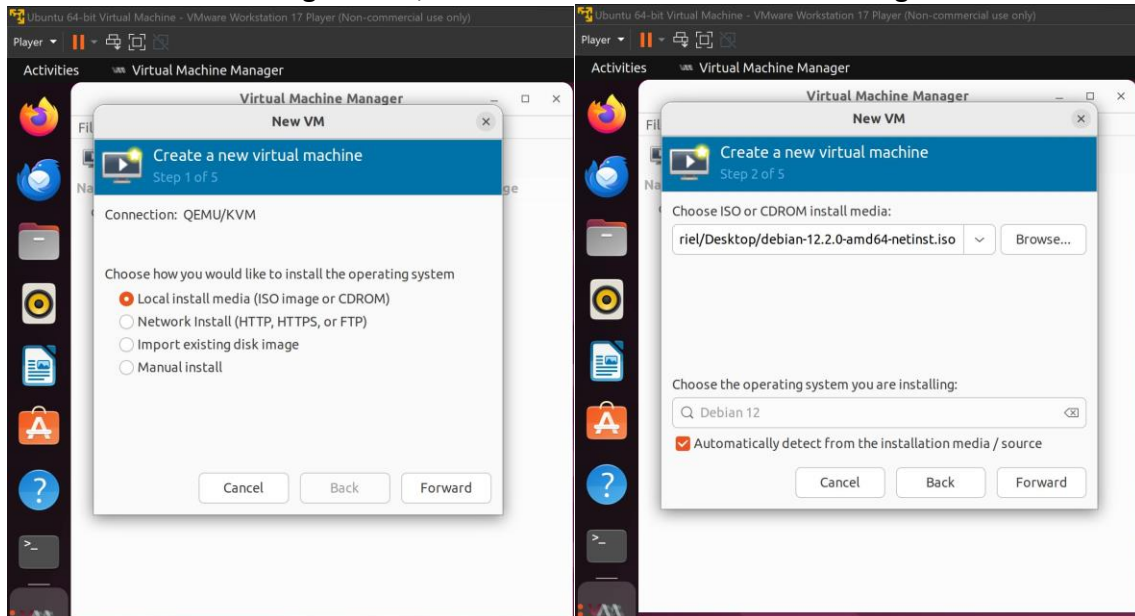 Ubuntu 64-bit Virtual Machine - VMware Workstation 17 Player (Non-commercial use only)
Player
Activities Virtual Machine Manager
Virtual Machine Manager
Fil
New VM
Create a new virtual machine
Step 1 of 5
Na
ge
Connection: QEMU/KVM
Choose how you would like to install the operating system
Local install media (ISO image or CDROM)
Network Install (HTTP, HTTPS, or FTP)
Import existing disk image
Manual install
Cancel Back Forward
Ubuntu 64-bit Virtual Machine - VMware Workstation 17 Player (Non-commercial use only)
Player
Activities Virtual Machine Manager
Virtual Machine Manager
Fil
New VM
Create a new virtual machine
Step 2 of 5
Na
Choose ISO or CDROM install media:
riel/Desktop/debian-12.2.0-amd64-netinst.iso Browse...
Choose the operating system you are installing:
Debian 12
Automatically detect from the installation media / source
Cancel Back Forward